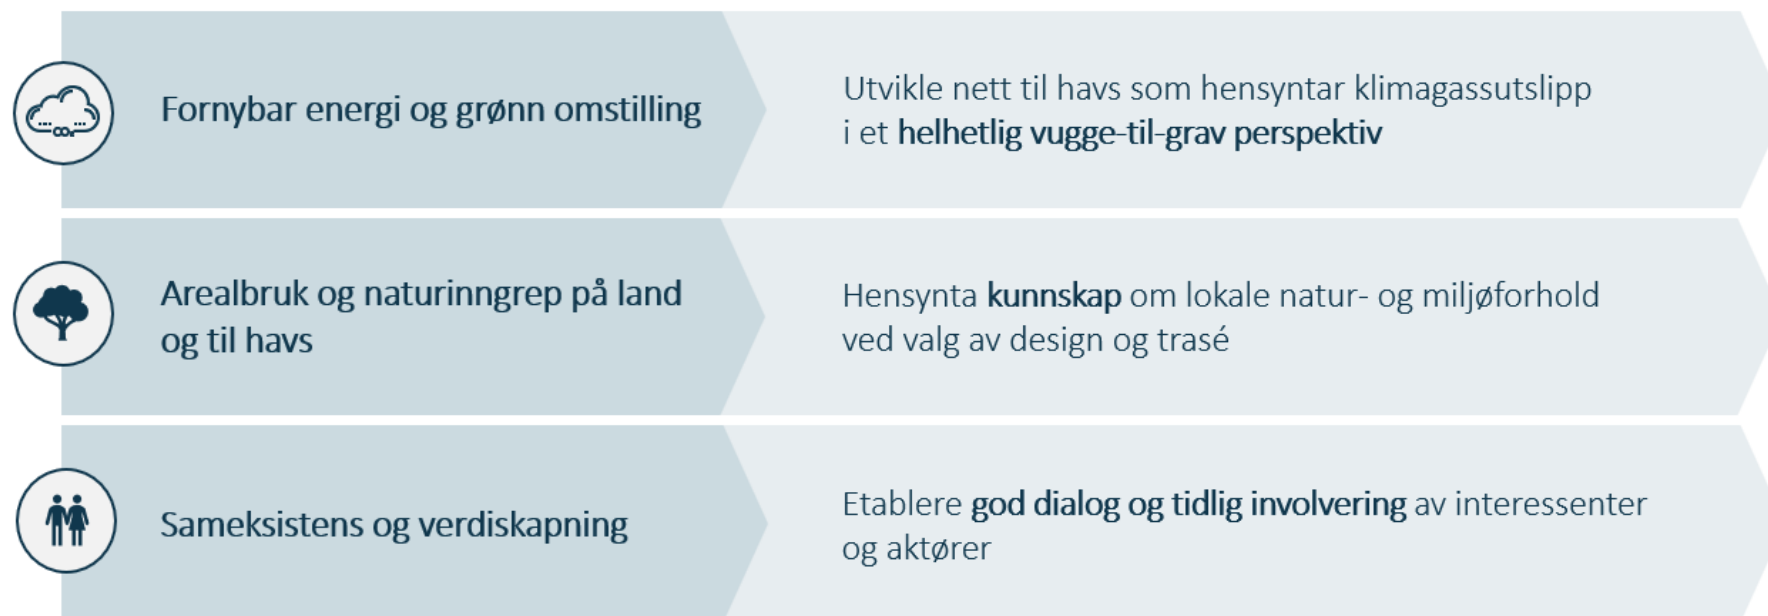 Fornybar energi og grønn omstilling
Utvikle nett til havs som hensyntar klimagassutslipp
i et helhetlig vugge-til-grav perspektiv
Arealbruk og naturinngrep på land
og til havs
Hensynta kunnskap om lokale natur- og miljøforhold
ved valg av design og trasé
Sameksistens og verdiskapning
Etablere god dialog og tidlig involvering av interessenter
og aktører